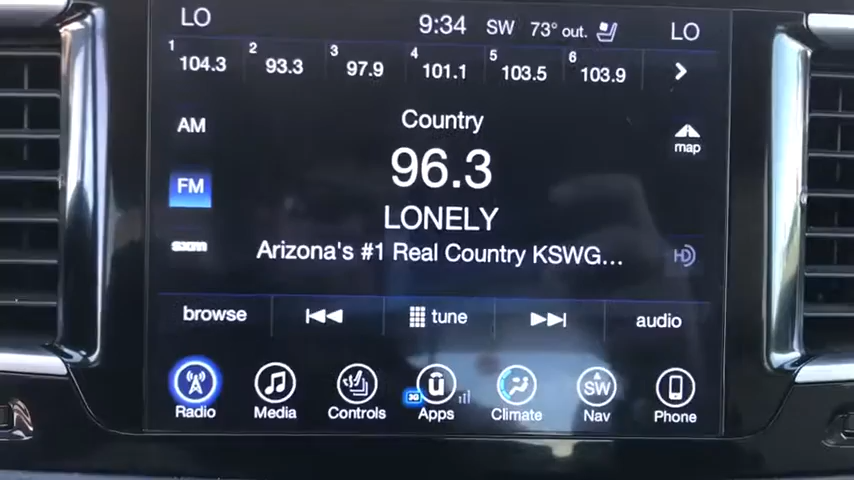 LO 9:34 SW 73° out. LO
1 104.3 2 93.3 3 97.9 4 101.1 5 103.5 6 103.9
Country
AM
map
96.3
FM
LONELY
sxm Arizona's #1 Real Country KSWG... HD
browse tune audio
3G
SW
Radio Media Controls Apps Climate Nav Phone